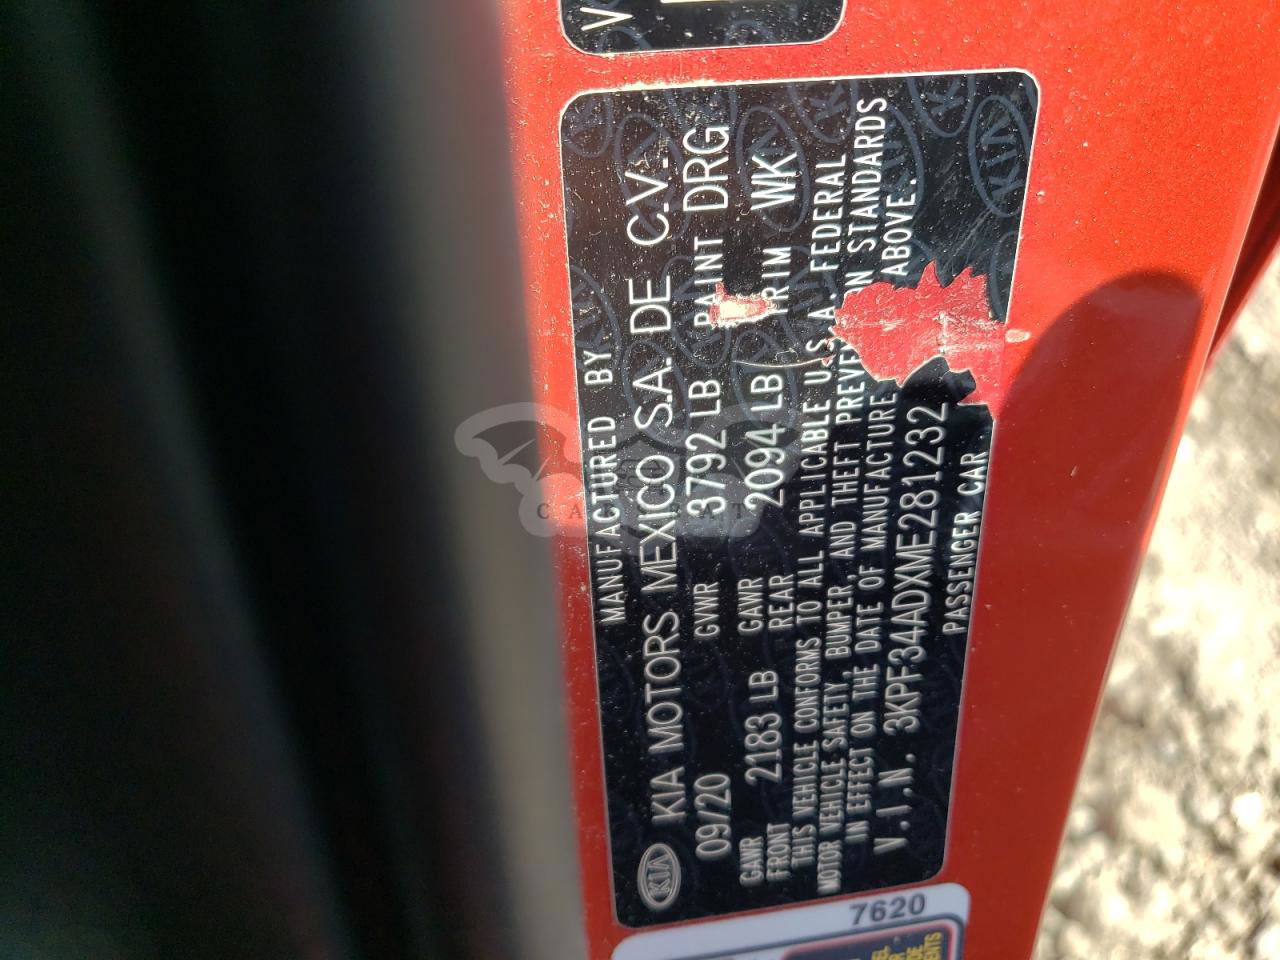 KIA
MANUFACTURED BY
KIA MOTORS MEXICO S.A. DE C.V.
09/20 GVWR 3792 LB PAINT DRG
GAWR FRONT 2183 LB GAWR REAR 2094 LB TRIM WK
THIS VEHICLE CONFORMS TO ALL APPLICABLE U.S.A. FEDERAL
MOTOR VEHICLE SAFETY, BUMPER, AND THEFT PREVEN N STANDARDS
IN EFFECT ON THE DATE OF MANUFACTURE ABOVE.
V.I.N. 3KPF34ADXME281232
PASSENGER CAR
7620